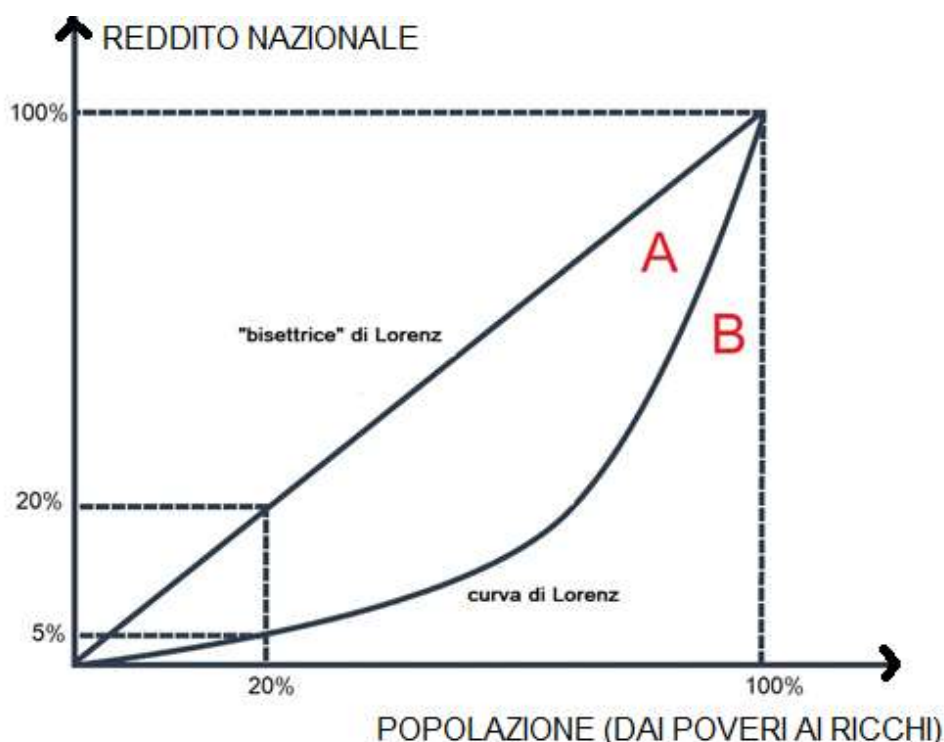 REDDITO NAZIONALE
100%
A
B
"bisettrice" di Lorenz
20%
curva di Lorenz
5%
20%
100%
POPOLAZIONE (DAI POVERI AI RICCHI)